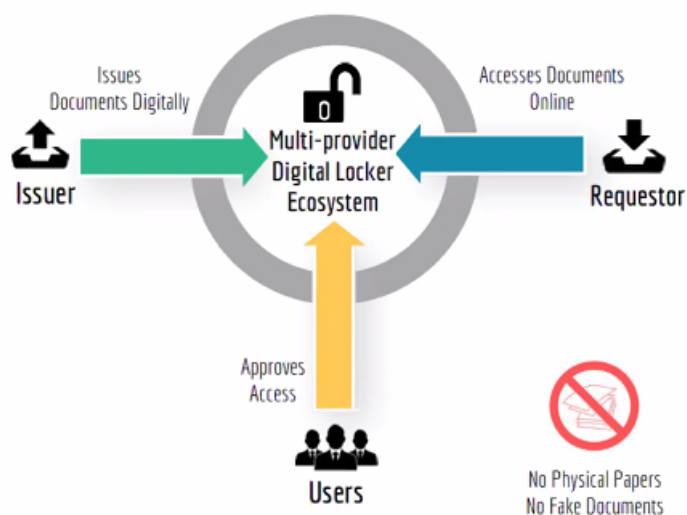 Issues
Documents Digitally
Accesses Documents
Online
Multi-provider
Digital Locker
Ecosystem
Issuer
Requestor
Approves
Access
Users
No Physical Papers
No Fake Documents